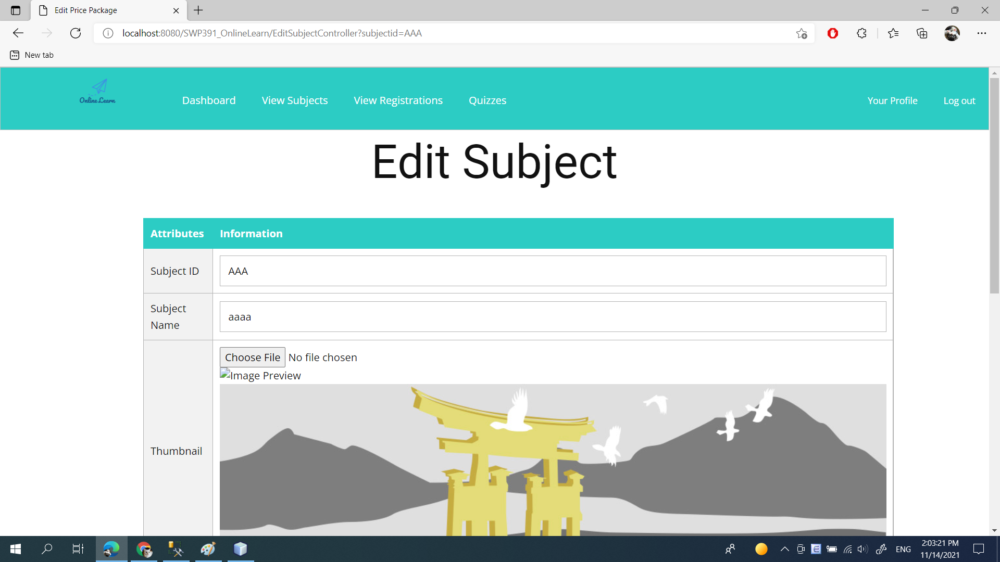 Edit Price Package
localhost:8080/SWP391_OnlineLearn/EditSubjectController?subjectid=AAA
New tab
Online Learn
Dashboard View Subjects View Registrations Quizzes Your Profile Log out
Edit Subject
Attributes Information
Subject ID AAA
Subject
Name
aaaa
Choose File No file chosen
Image Preview
Thumbnail
ENG
2:03:21 PM
11/14/2021